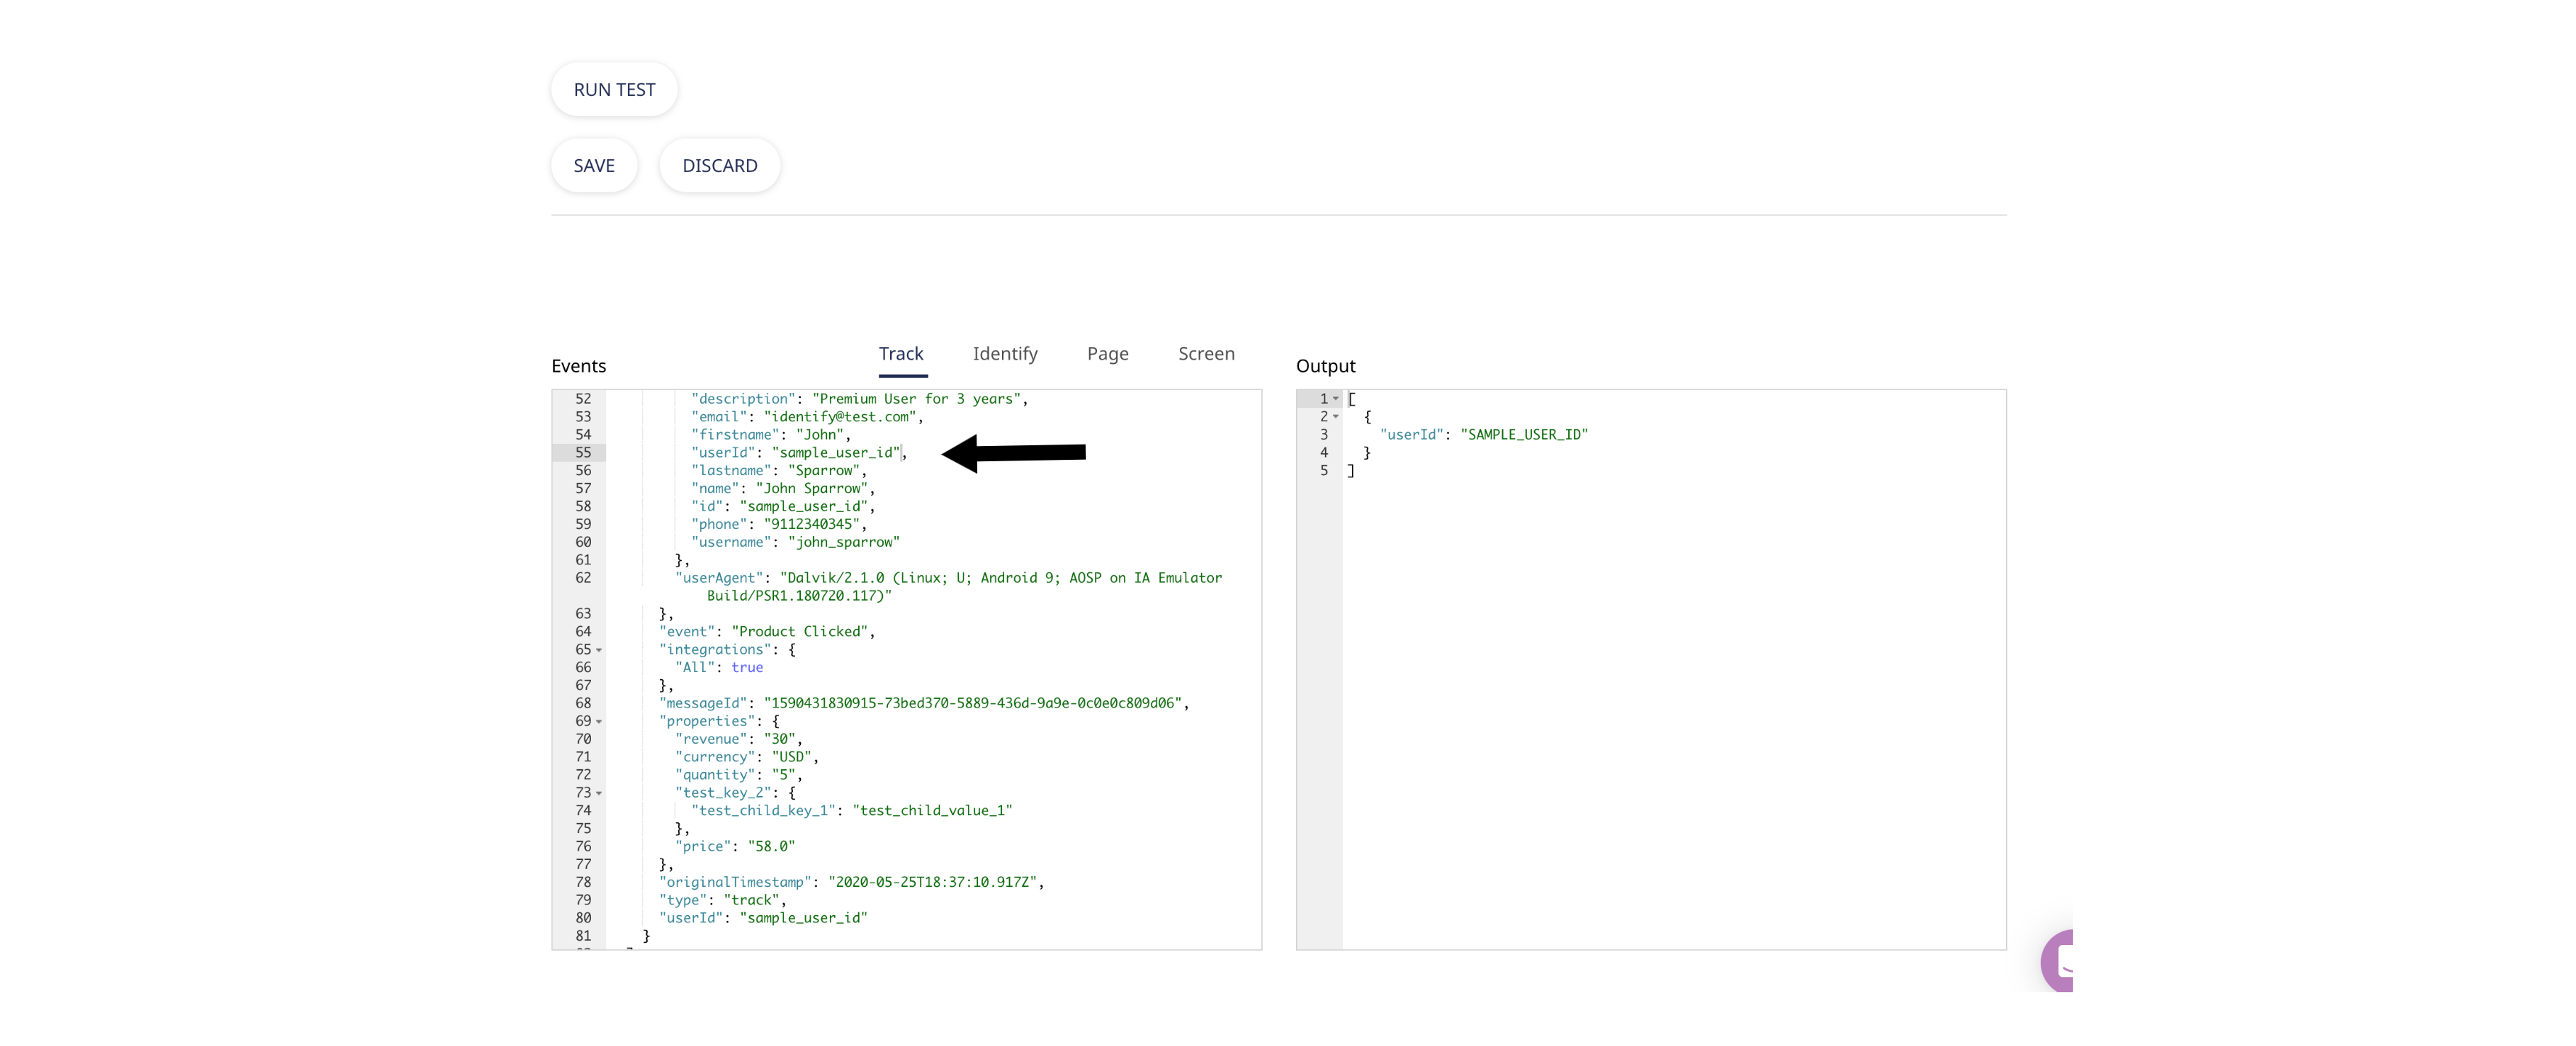 RUN TEST
SAVE DISCARD
Events Track Identify Page Screen
52 "description": "Premium User for 3 years",
53 "email": "identify@test.com",
54 "firstname": "John",
55 "userId": "sample_user_id",
56 "lastname": "Sparrow",
57 "name": "John Sparrow",
58 "id": "sample_user_id",
59 "phone": "9112340345",
60 "username": "john_sparrow"
61 },
62 "userAgent": "Dalvik/2.1.0 (Linux; U; Android 9; AOSP on IA Emulator
Build/PSR1.180720.117)"
63 },
64 "event": "Product Clicked",
65 "integrations": {
66 "All": true
67 },
68 "messageId": "1590431830915-73bed370-5889-436d-9a9e-0c0e0c809d06",
69 "properties": {
70 "revenue": "30",
71 "currency": "USD",
72 "quantity": "5",
73 "test_key_2": {
74 "test_child_key_1": "test_child_value_1"
75 },
76 "price": "58.0"
77 },
78 "originalTimestamp": "2020-05-25T18:37:10.917Z",
79 "type": "track",
80 "userId": "sample_user_id"
81 }
Output
1 [
2 {
3 "userId": "SAMPLE_USER_ID"
4 }
5 ]